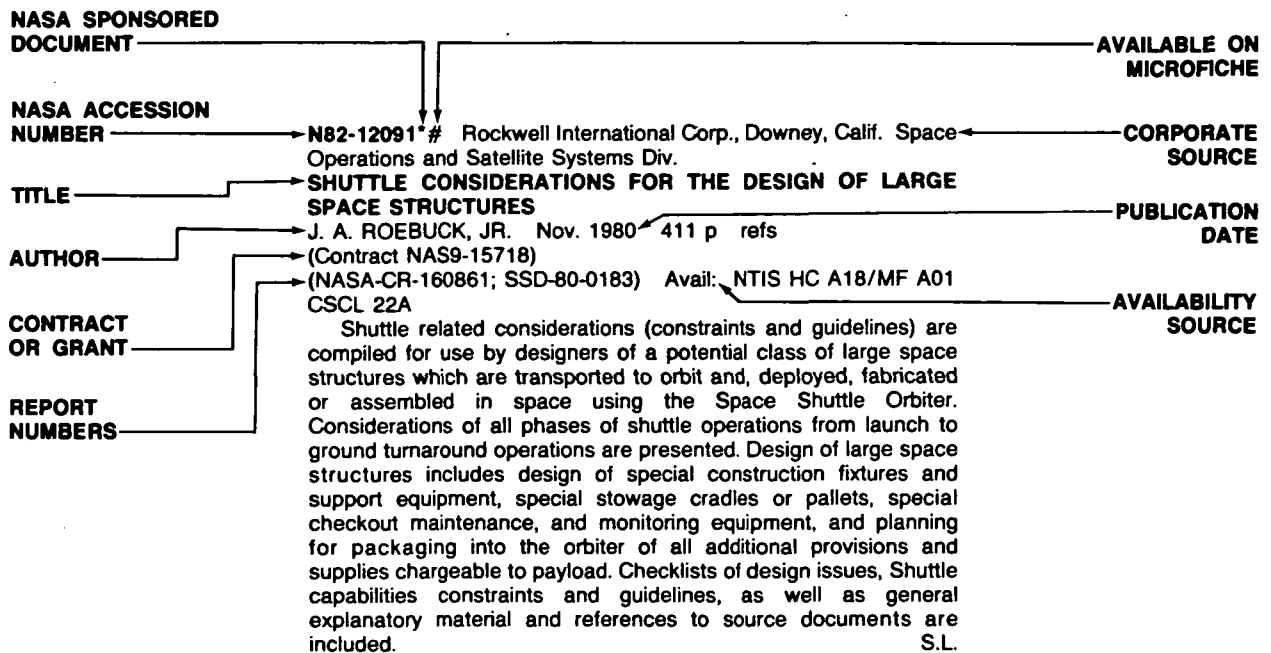 NASA SPONSORED
DOCUMENT
AVAILABLE ON
MICROFICHE
NASA ACCESSION
NUMBER
N82-12091*# Rockwell International Corp., Downey, Calif. Space
Operations and Satellite Systems Div.
CORPORATE
SOURCE
TITLE
SHUTTLE CONSIDERATIONS FOR THE DESIGN OF LARGE
SPACE STRUCTURES
PUBLICATION
DATE
AUTHOR
J. A. ROEBUCK, JR. Nov. 1980 411 p refs
(Contract NAS9-15718)
(NASA-CR-160861; SSD-80-0183) Avail: NTIS HC A18/MF A01
CSCL 22A
AVAILABILITY
SOURCE
CONTRACT
OR GRANT
REPORT
NUMBERS
Shuttle related considerations (constraints and guidelines) are
compiled for use by designers of a potential class of large space
structures which are transported to orbit and, deployed, fabricated
or assembled in space using the Space Shuttle Orbiter.
Considerations of all phases of shuttle operations from launch to
ground turnaround operations are presented. Design of large space
structures includes design of special construction fixtures and
support equipment, special stowage cradles or pallets, special
checkout maintenance, and monitoring equipment, and planning
for packaging into the orbiter of all additional provisions and
supplies chargeable to payload. Checklists of design issues, Shuttle
capabilities constraints and guidelines, as well as general
explanatory material and references to source documents are
included. S.L.